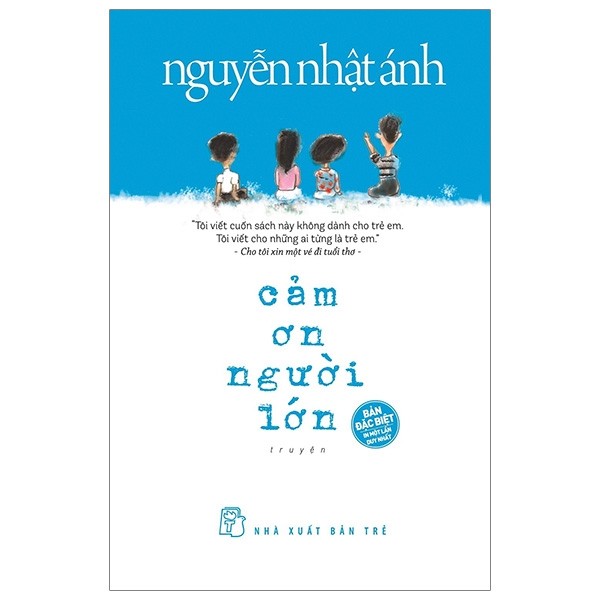 nguyễn nhật ánh
"Tôi viết cuốn sách này không dành cho trẻ em.
Tôi viết cho những ai từng là trẻ em."
- Cho tôi xin một vé đi tuổi thơ -
cảm
ơn
người
lớn
BẢN
ĐẶC BIỆT
IN MỘT LẦN
DUY NHẤT
truyện
NHÀ XUẤT BẢN TRẺ